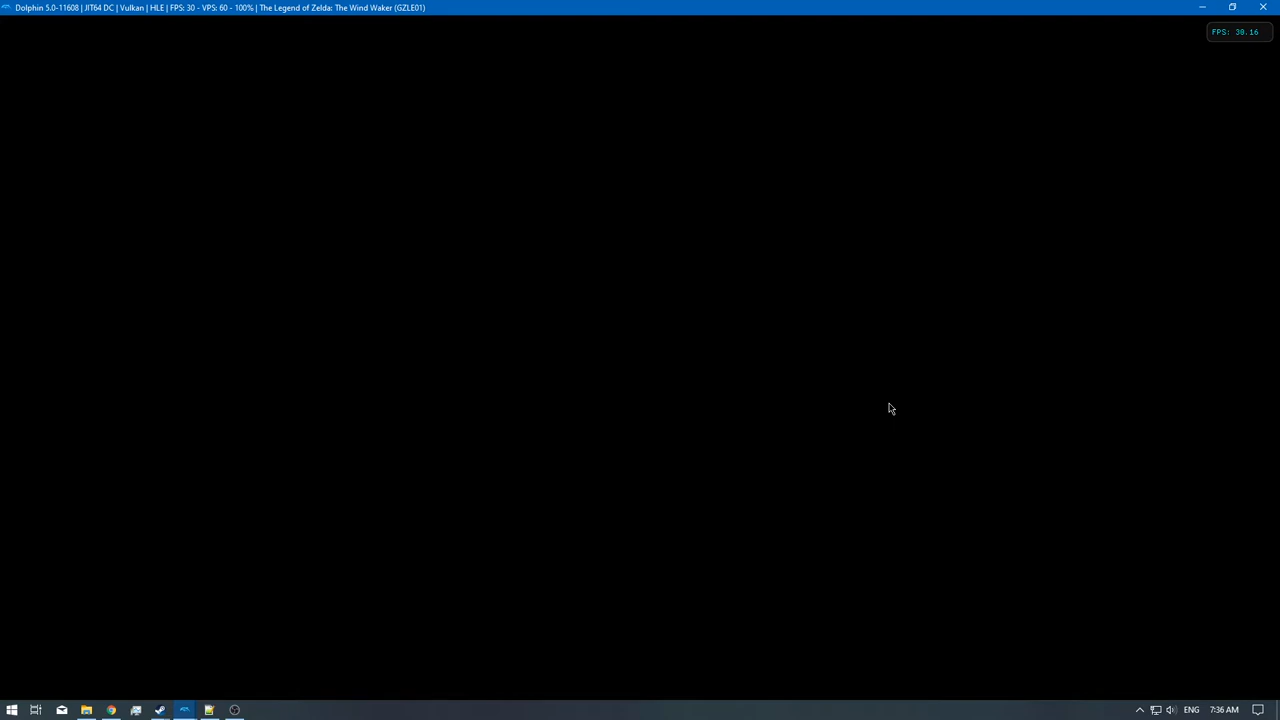 Dolphin 5.0-11608 | JIT64 DC | Vulkan | HLE | FPS: 30 - VPS: 60 - 100% | The Legend of Zelda: The Wind Waker (GZLE01)
FPS: 30.16
ENG
7:36 AM